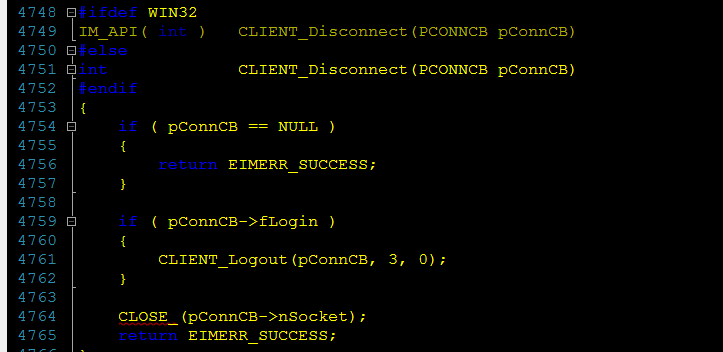 4748 #ifdef WIN32
4749 IM_API( int ) CLIENT_Disconnect(PCONNCB pConnCB)
4750 #else
4751 int CLIENT_Disconnect(PCONNCB pConnCB)
4752 #endif
4753 {
4754 if ( pConnCB == NULL )
4755 {
4756 return EIMERR_SUCCESS;
4757 }
4758
4759 if ( pConnCB->fLogin )
4760 {
4761 CLIENT_Logout(pConnCB, 3, 0);
4762 }
4763
4764 CLOSE_(pConnCB->nSocket);
4765 return EIMERR_SUCCESS;